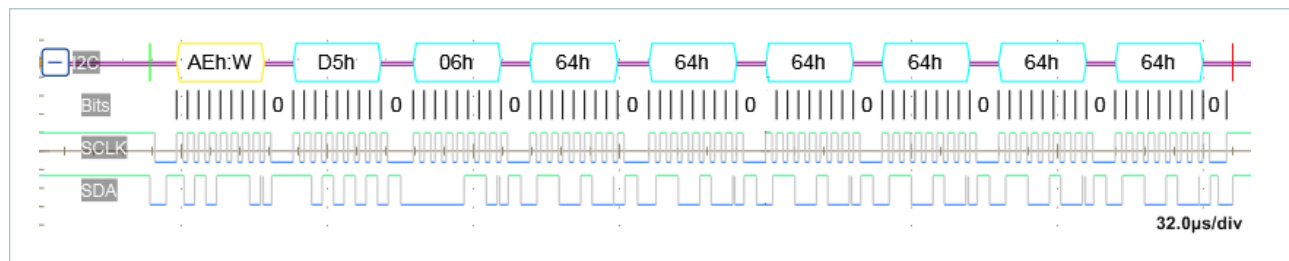 I2C AEh:W D5h 06h 64h 64h 64h 64h 64h 64h
Bits 0 0 0 0 0 0 0 0 0
SCLK
SDA
32.0µs/div